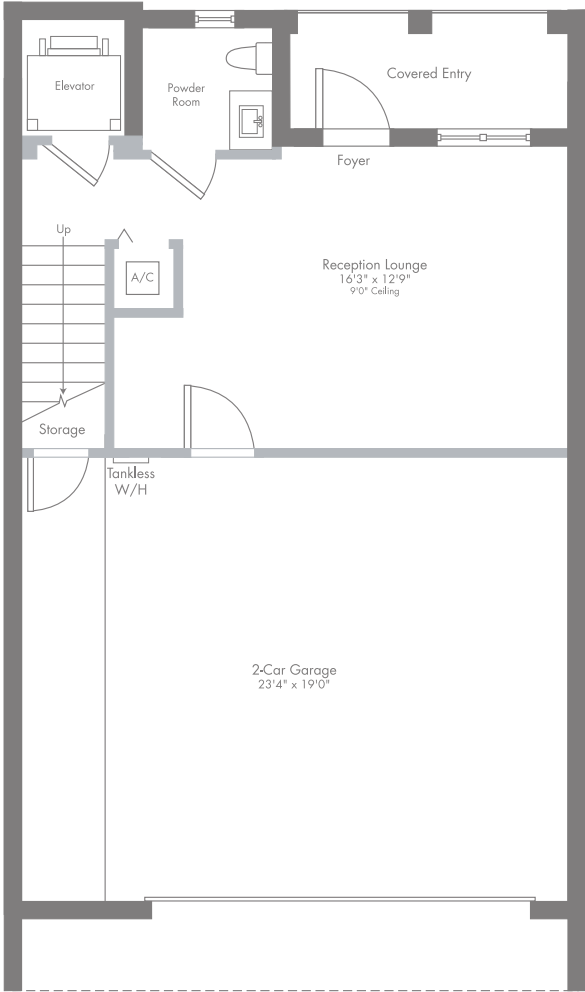 Elevator
Powder
Room
Covered Entry
Foyer
Up
A/C
Reception Lounge
16'3" x 12'9"
9'0" Ceiling
Storage
Tankless
W/H
2-Car Garage
23'4" x 19'0"